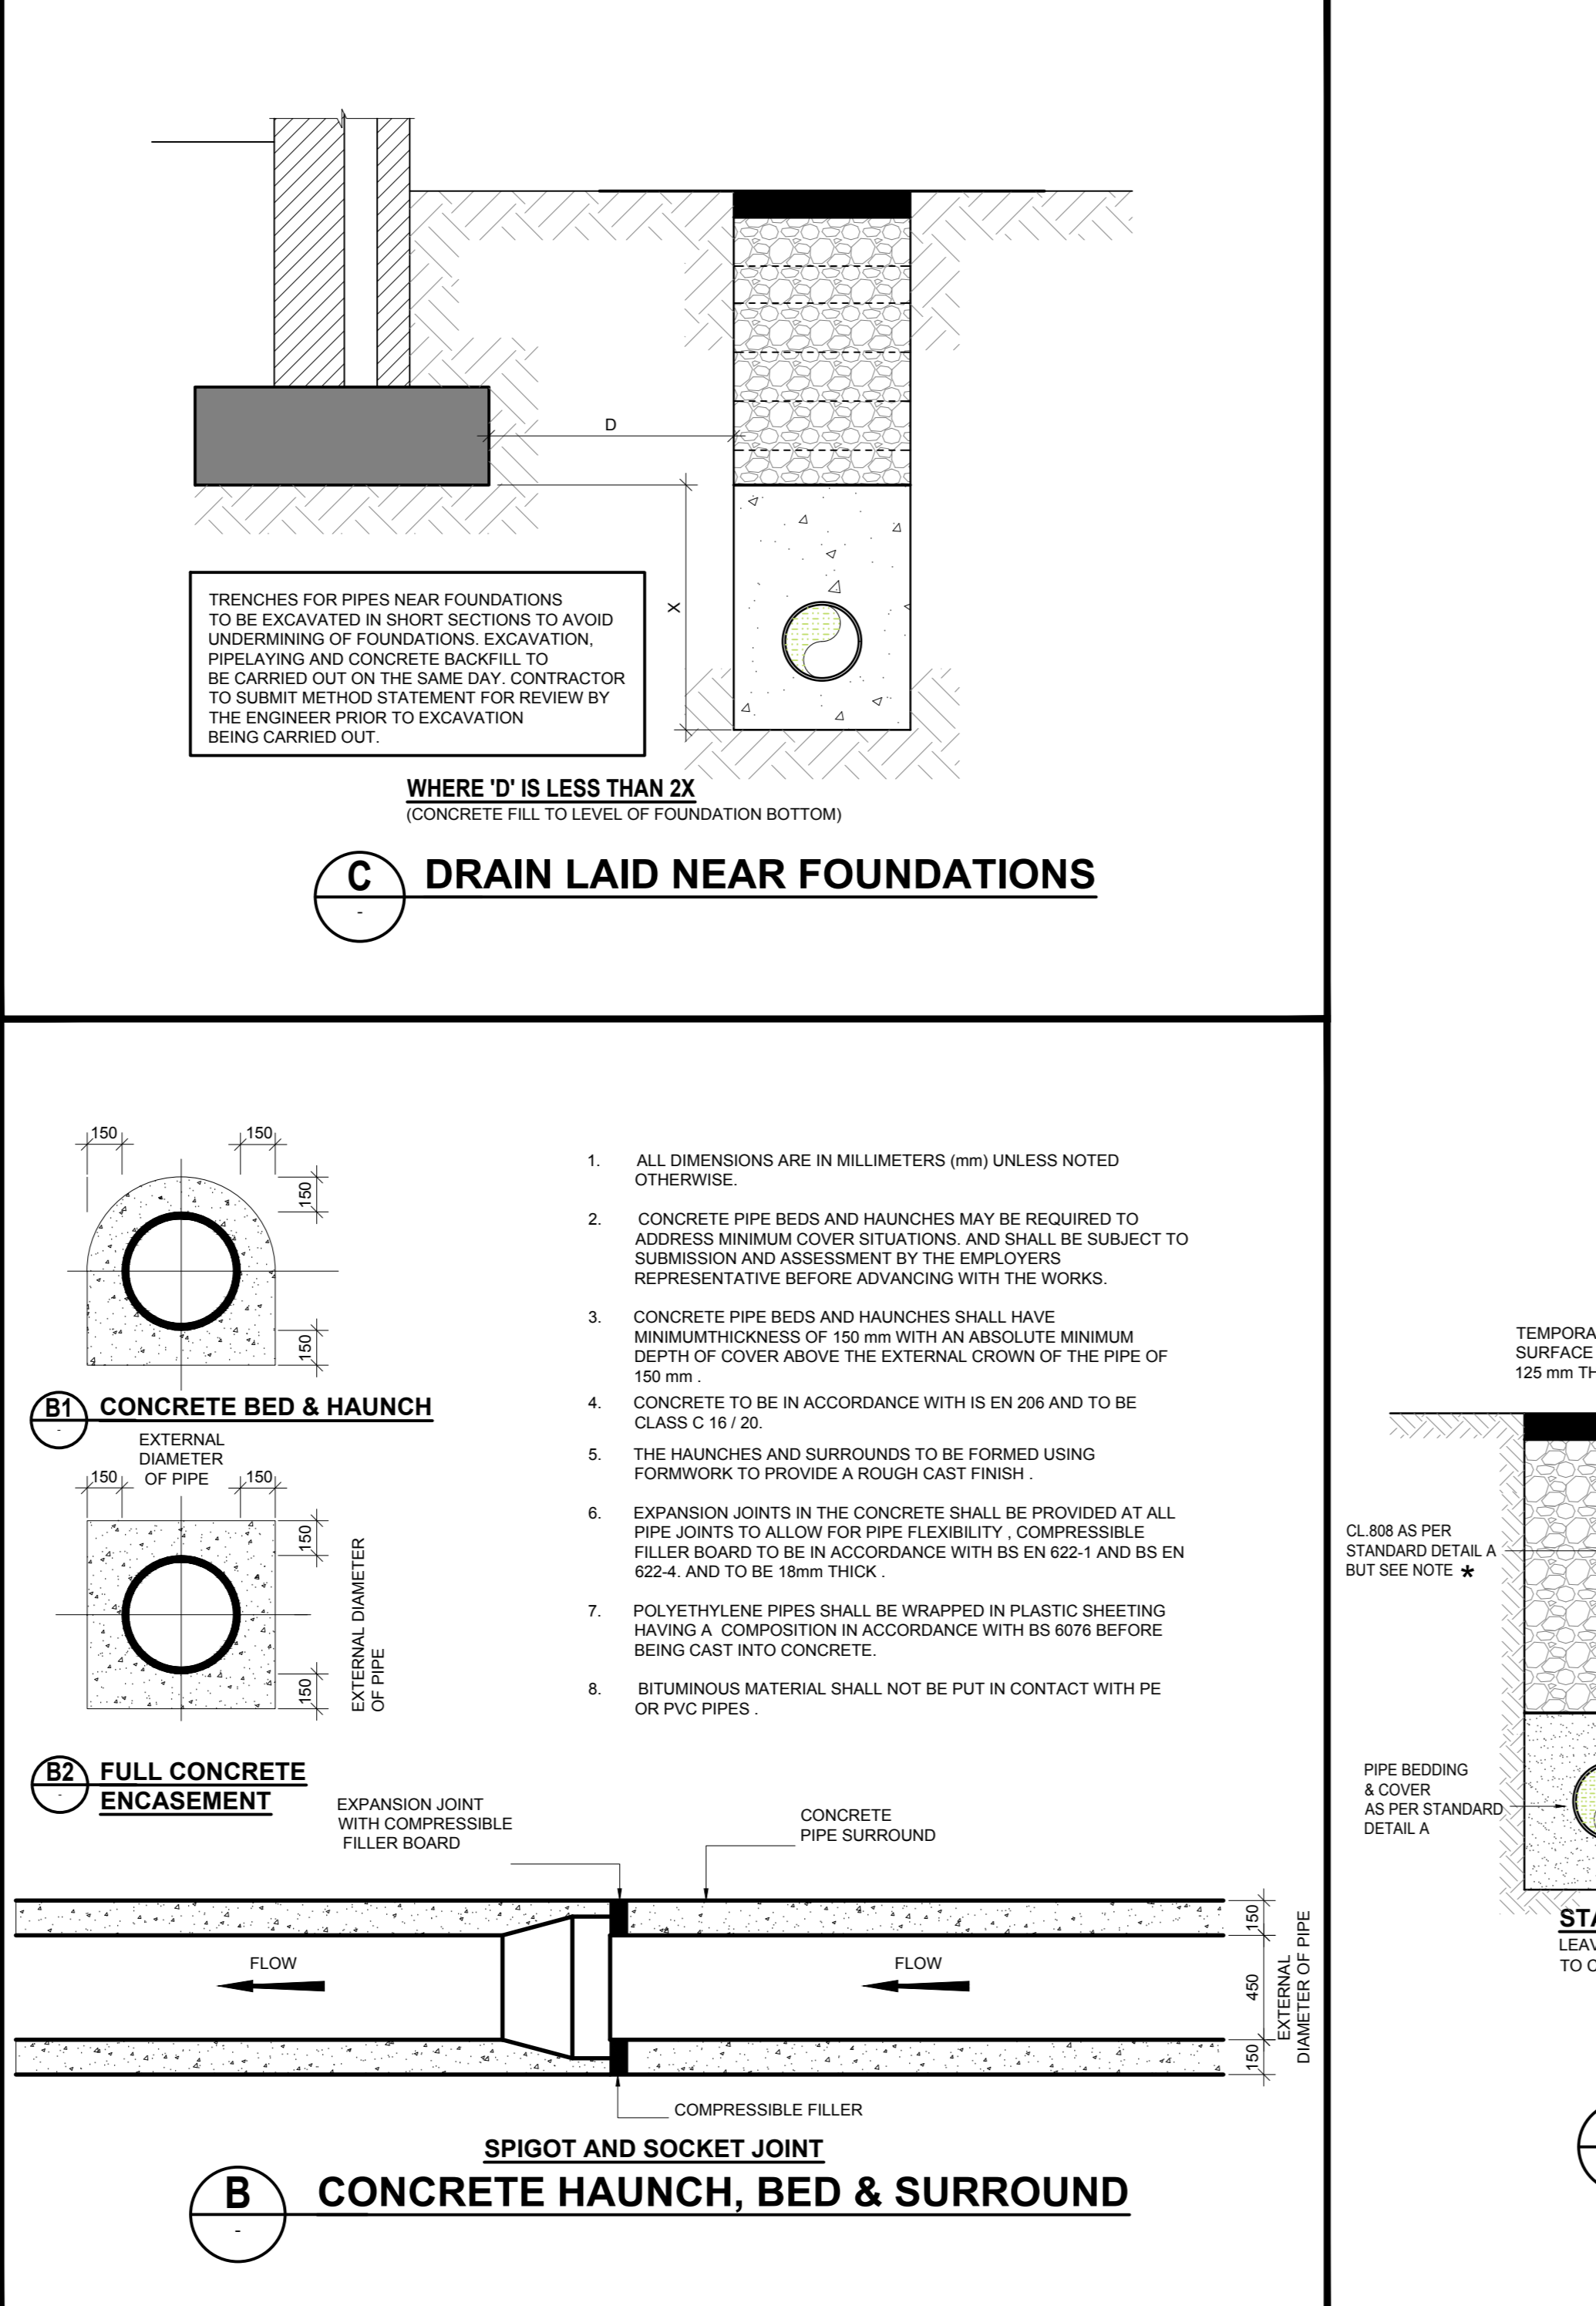 D
X
TRENCHES FOR PIPES NEAR FOUNDATIONS
TO BE EXCAVATED IN SHORT SECTIONS TO AVOID
UNDERMINING OF FOUNDATIONS. EXCAVATION,
PIPELAYING AND CONCRETE BACKFILL TO
BE CARRIED OUT ON THE SAME DAY. CONTRACTOR
TO SUBMIT METHOD STATEMENT FOR REVIEW BY
THE ENGINEER PRIOR TO EXCAVATION
BEING CARRIED OUT.
WHERE 'D' IS LESS THAN 2X
(CONCRETE FILL TO LEVEL OF FOUNDATION BOTTOM)
C
-
DRAIN LAID NEAR FOUNDATIONS
150
150
150
150
B1
-
CONCRETE BED & HAUNCH
EXTERNAL
DIAMETER
OF PIPE
150
150
150
150
EXTERNAL DIAMETER
OF PIPE
B2
-
FULL CONCRETE
ENCASEMENT
1. ALL DIMENSIONS ARE IN MILLIMETERS (mm) UNLESS NOTED
OTHERWISE.
2. CONCRETE PIPE BEDS AND HAUNCHES MAY BE REQUIRED TO
ADDRESS MINIMUM COVER SITUATIONS. AND SHALL BE SUBJECT TO
SUBMISSION AND ASSESSMENT BY THE EMPLOYERS
REPRESENTATIVE BEFORE ADVANCING WITH THE WORKS.
3. CONCRETE PIPE BEDS AND HAUNCHES SHALL HAVE
MINIMUMTHICKNESS OF 150 mm WITH AN ABSOLUTE MINIMUM
DEPTH OF COVER ABOVE THE EXTERNAL CROWN OF THE PIPE OF
150 mm .
4. CONCRETE TO BE IN ACCORDANCE WITH IS EN 206 AND TO BE
CLASS C 16 / 20.
5. THE HAUNCHES AND SURROUNDS TO BE FORMED USING
FORMWORK TO PROVIDE A ROUGH CAST FINISH .
6. EXPANSION JOINTS IN THE CONCRETE SHALL BE PROVIDED AT ALL
PIPE JOINTS TO ALLOW FOR PIPE FLEXIBILITY , COMPRESSIBLE
FILLER BOARD TO BE IN ACCORDANCE WITH BS EN 622-1 AND BS EN
622-4. AND TO BE 18mm THICK .
7. POLYETHYLENE PIPES SHALL BE WRAPPED IN PLASTIC SHEETING
HAVING A COMPOSITION IN ACCORDANCE WITH BS 6076 BEFORE
BEING CAST INTO CONCRETE.
8. BITUMINOUS MATERIAL SHALL NOT BE PUT IN CONTACT WITH PE
OR PVC PIPES .
EXPANSION JOINT
WITH COMPRESSIBLE
FILLER BOARD
CONCRETE
PIPE SURROUND
FLOW
FLOW
150
450
150
EXTERNAL
DIAMETER OF PIPE
COMPRESSIBLE FILLER
SPIGOT AND SOCKET JOINT
B
-
CONCRETE HAUNCH, BED & SURROUND
TEMPORA
SURFACE
125 mm TH
CL.808 AS PER
STANDARD DETAIL A
BUT SEE NOTE *
PIPE BEDDING
& COVER
AS PER STANDARD
DETAIL A
STA
LEAV
TO C